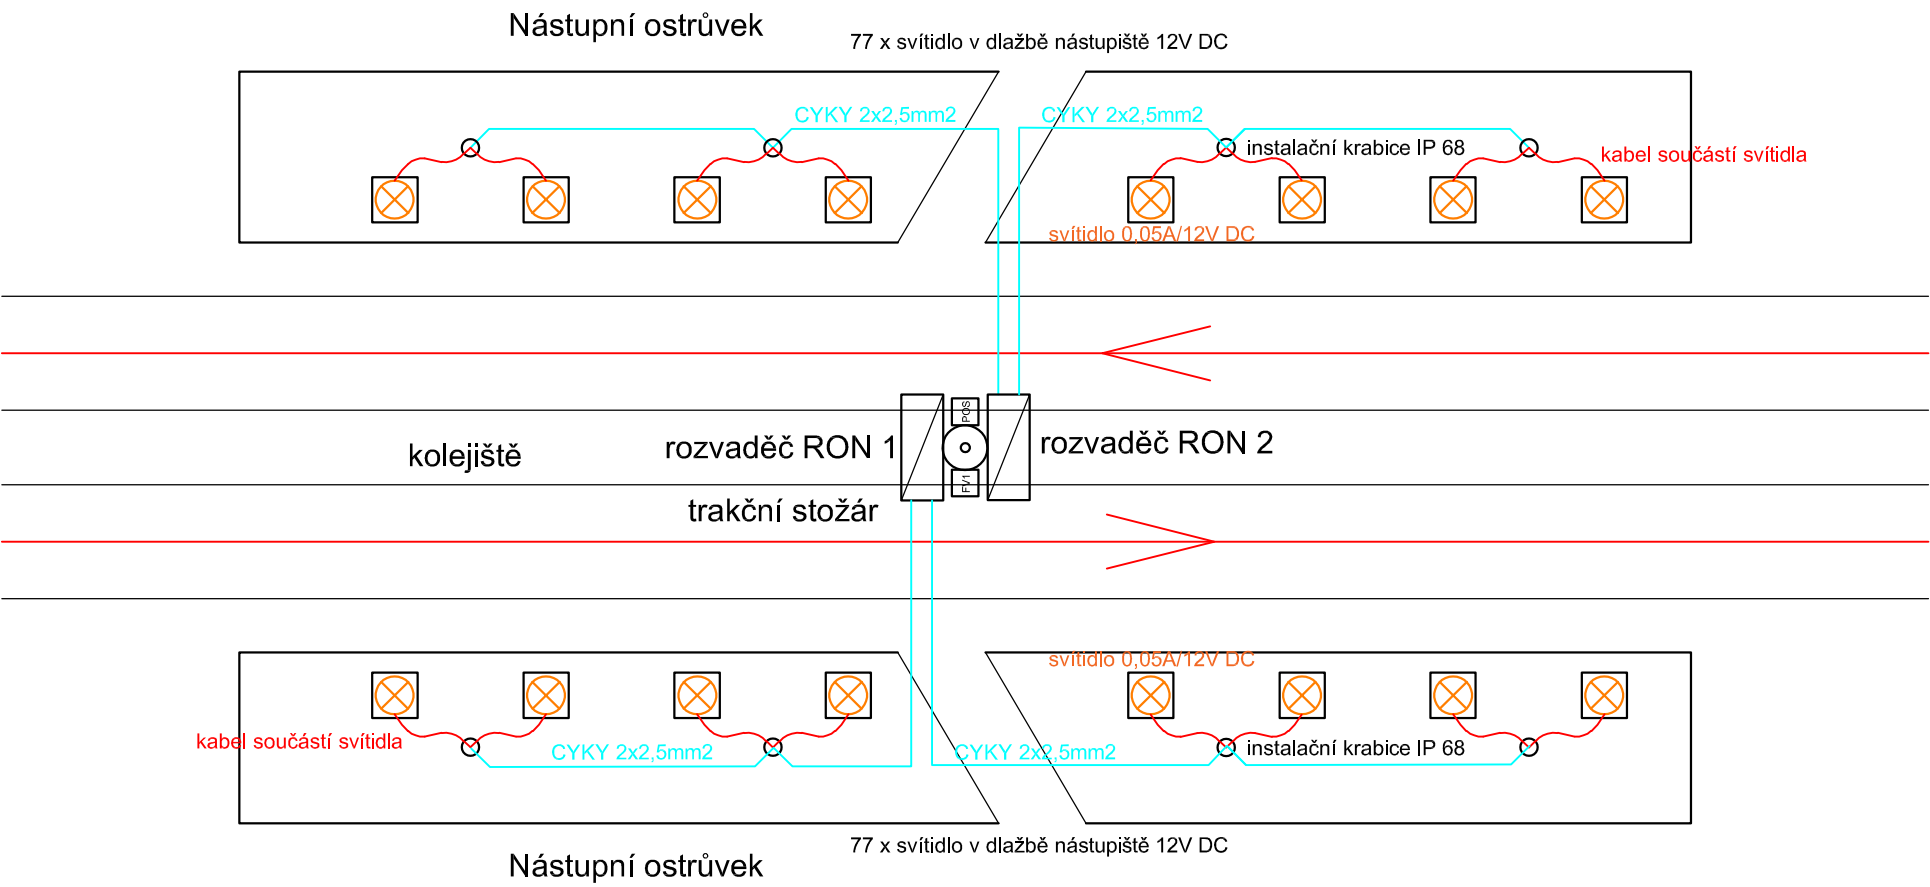 Nástupní ostrůvek
77 x svítidlo v dlažbě nástupiště 12V DC
CYKY 2x2,5mm2
CYKY 2x2,5mm2
instalační krabice IP 68
kabel součástí svítidla
svítidlo 0,05A/12V DC
POS
rozvaděč RON 1
rozvaděč RON 2
kolejiště
FV1
trakční stožár
svítidlo 0,05A/12V DC
kabel součástí svítidla
CYKY 2x2,5mm2
CYKY 2x2,5mm2
instalační krabice IP 68
77 x svítidlo v dlažbě nástupiště 12V DC
Nástupní ostrůvek